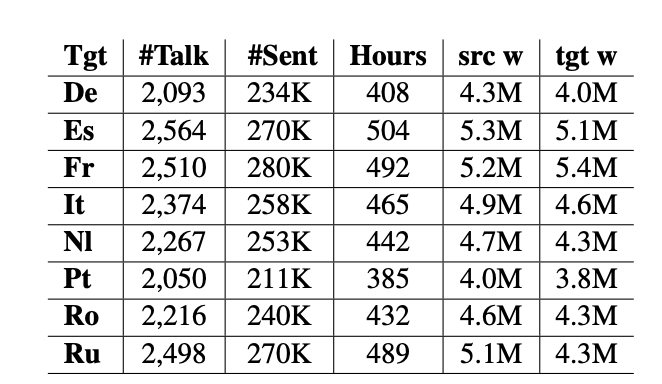 Tgt #Talk #Sent Hours src w tgt w
De 2,093 234K 408 4.3M 4.0M
Es 2,564 270K 504 5.3M 5.1M
Fr 2,510 280K 492 5.2M 5.4M
It 2,374 258K 465 4.9M 4.6M
Nl 2,267 253K 442 4.7M 4.3M
Pt 2,050 211K 385 4.0M 3.8M
Ro 2,216 240K 432 4.6M 4.3M
Ru 2,498 270K 489 5.1M 4.3M